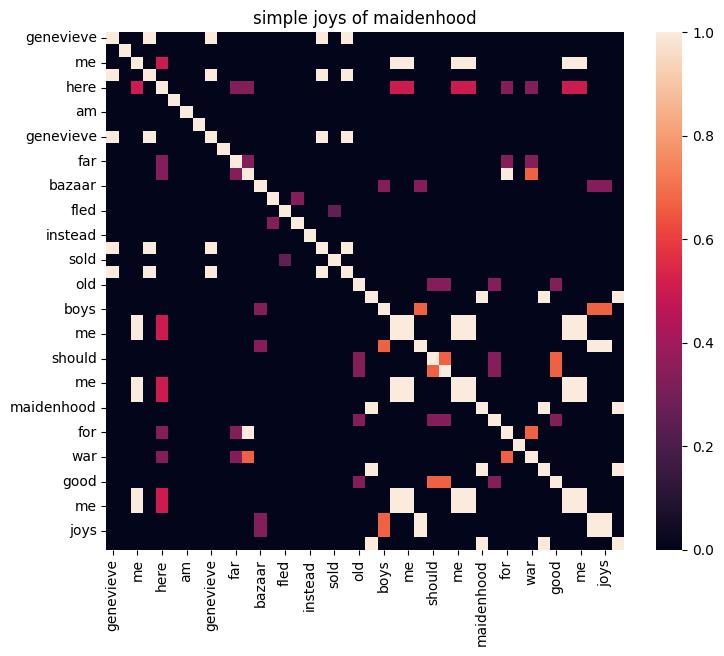 simple joys of maidenhood
genevieve
me
here
am
genevieve
far
bazaar
fled
instead
sold
old
boys
me
should
me
maidenhood
for
war
good
me
joys
1.0
0.8
0.6
0.4
0.2
0.0
genevieve
me
here
am
genevieve
far
bazaar
fled
instead
sold
old
boys
me
should
me
maidenhood
for
war
good
me
joys